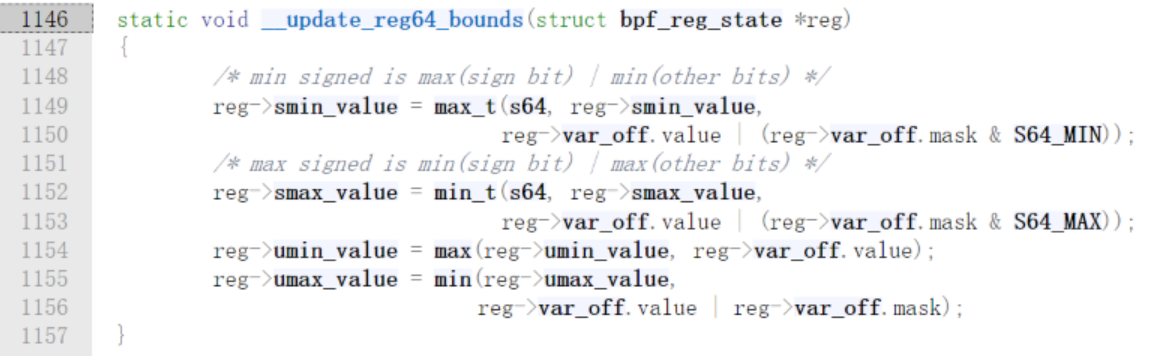 1146 static void __update_reg64_bounds(struct bpf_reg_state *reg)
1147 {
1148 /* min signed is max(sign bit) | min(other bits) */
1149 reg->smin_value = max_t(s64, reg->smin_value,
1150 reg->var_off.value | (reg->var_off.mask & S64_MIN));
1151 /* max signed is min(sign bit) | max(other bits) */
1152 reg->smax_value = min_t(s64, reg->smax_value,
1153 reg->var_off.value | (reg->var_off.mask & S64_MAX));
1154 reg->umin_value = max(reg->umin_value, reg->var_off.value);
1155 reg->umax_value = min(reg->umax_value,
1156 reg->var_off.value | reg->var_off.mask);
1157 }